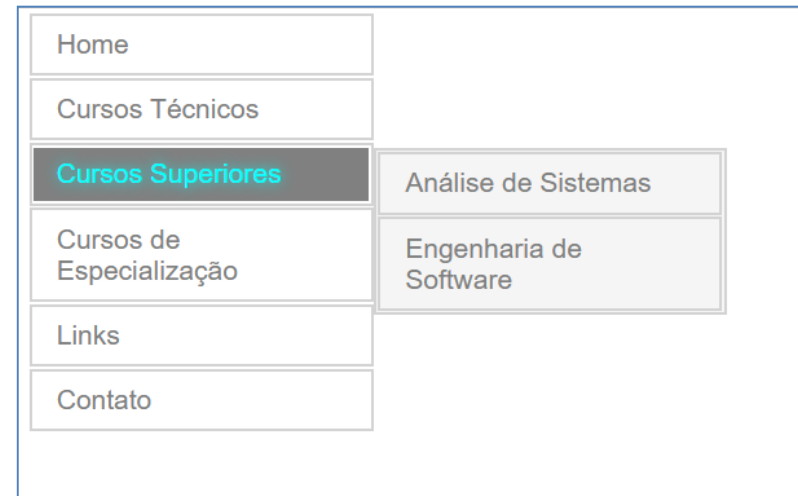 Home
Cursos Técnicos
Cursos Superiores
Análise de Sistemas
Engenharia de
Software
Cursos de
Especialização
Links
Contato